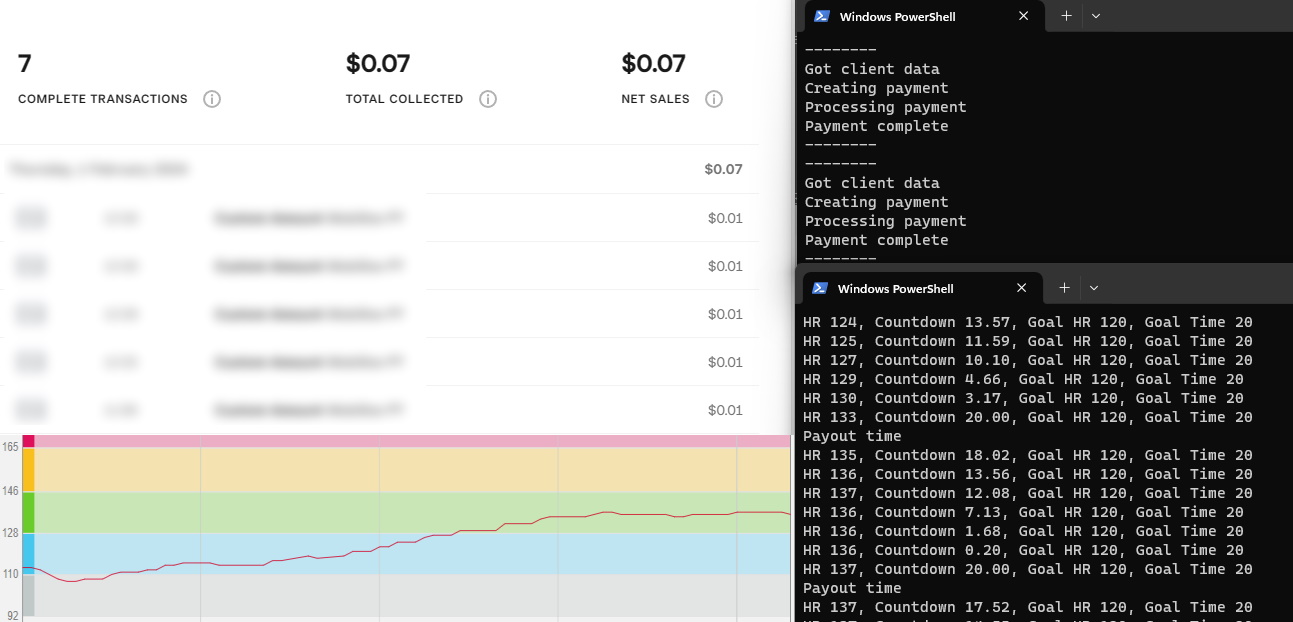 7
$0.07
$0.07
COMPLETE TRANSACTIONS
TOTAL COLLECTED
NET SALES
$0.07
$0.01
$0.01
$0.01
$0.01
$0.01
165
146
128
110
92
Windows PowerShell
--------
Got client data
Creating payment
Processing payment
Payment complete
--------
--------
Got client data
Creating payment
Processing payment
Payment complete
--------
Windows PowerShell
HR 124, Countdown 13.57, Goal HR 120, Goal Time 20
HR 125, Countdown 11.59, Goal HR 120, Goal Time 20
HR 127, Countdown 10.10, Goal HR 120, Goal Time 20
HR 129, Countdown 4.66, Goal HR 120, Goal Time 20
HR 130, Countdown 3.17, Goal HR 120, Goal Time 20
HR 133, Countdown 20.00, Goal HR 120, Goal Time 20
Payout time
HR 135, Countdown 18.02, Goal HR 120, Goal Time 20
HR 136, Countdown 13.56, Goal HR 120, Goal Time 20
HR 137, Countdown 12.08, Goal HR 120, Goal Time 20
HR 136, Countdown 7.13, Goal HR 120, Goal Time 20
HR 136, Countdown 1.68, Goal HR 120, Goal Time 20
HR 136, Countdown 0.20, Goal HR 120, Goal Time 20
HR 137, Countdown 20.00, Goal HR 120, Goal Time 20
Payout time
HR 137, Countdown 17.52, Goal HR 120, Goal Time 20